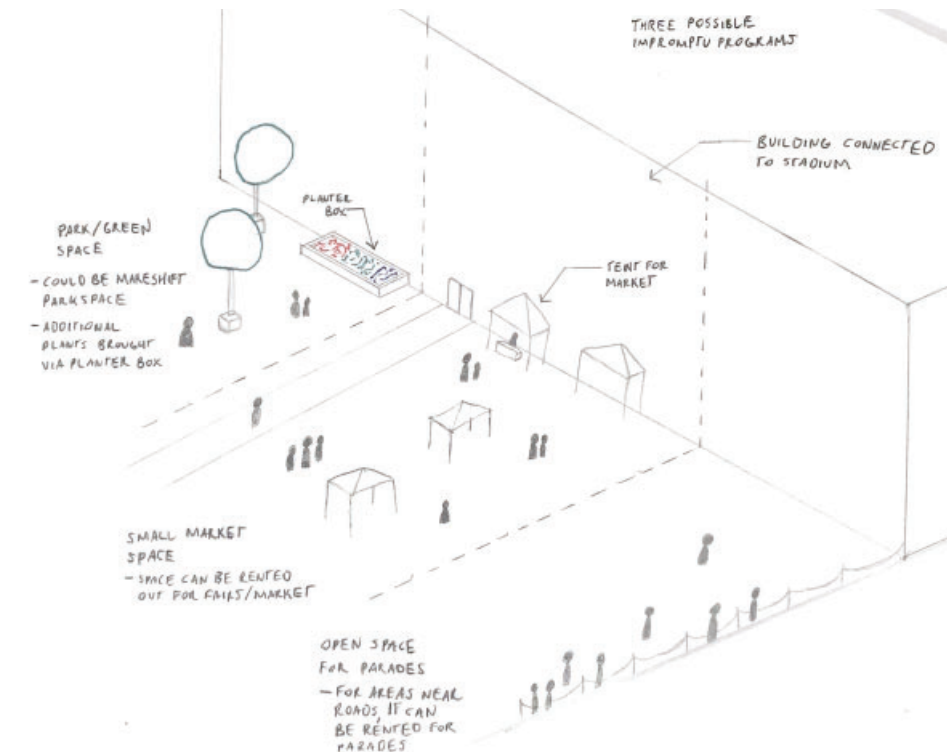 THREE POSSIBLE
IMPROMPTU PROGRAMS
BUILDING CONNECTED
TO STADIUM
PLANTER
BOX
PARK/GREEN
SPACE
- COULD BE MAKESHIFT
PARKSPACE
- ADDITIONAL
PLANTS BROUGHT
VIA PLANTER BOX
TENT FOR
MARKET
SMALL MARKET
SPACE
- SPACE CAN BE RENTED
OUT FOR FAIRS/MARKET
OPEN SPACE
FOR PARADES
- FOR AREAS NEAR
ROADS, IT CAN
BE RENTED FOR
PARADES